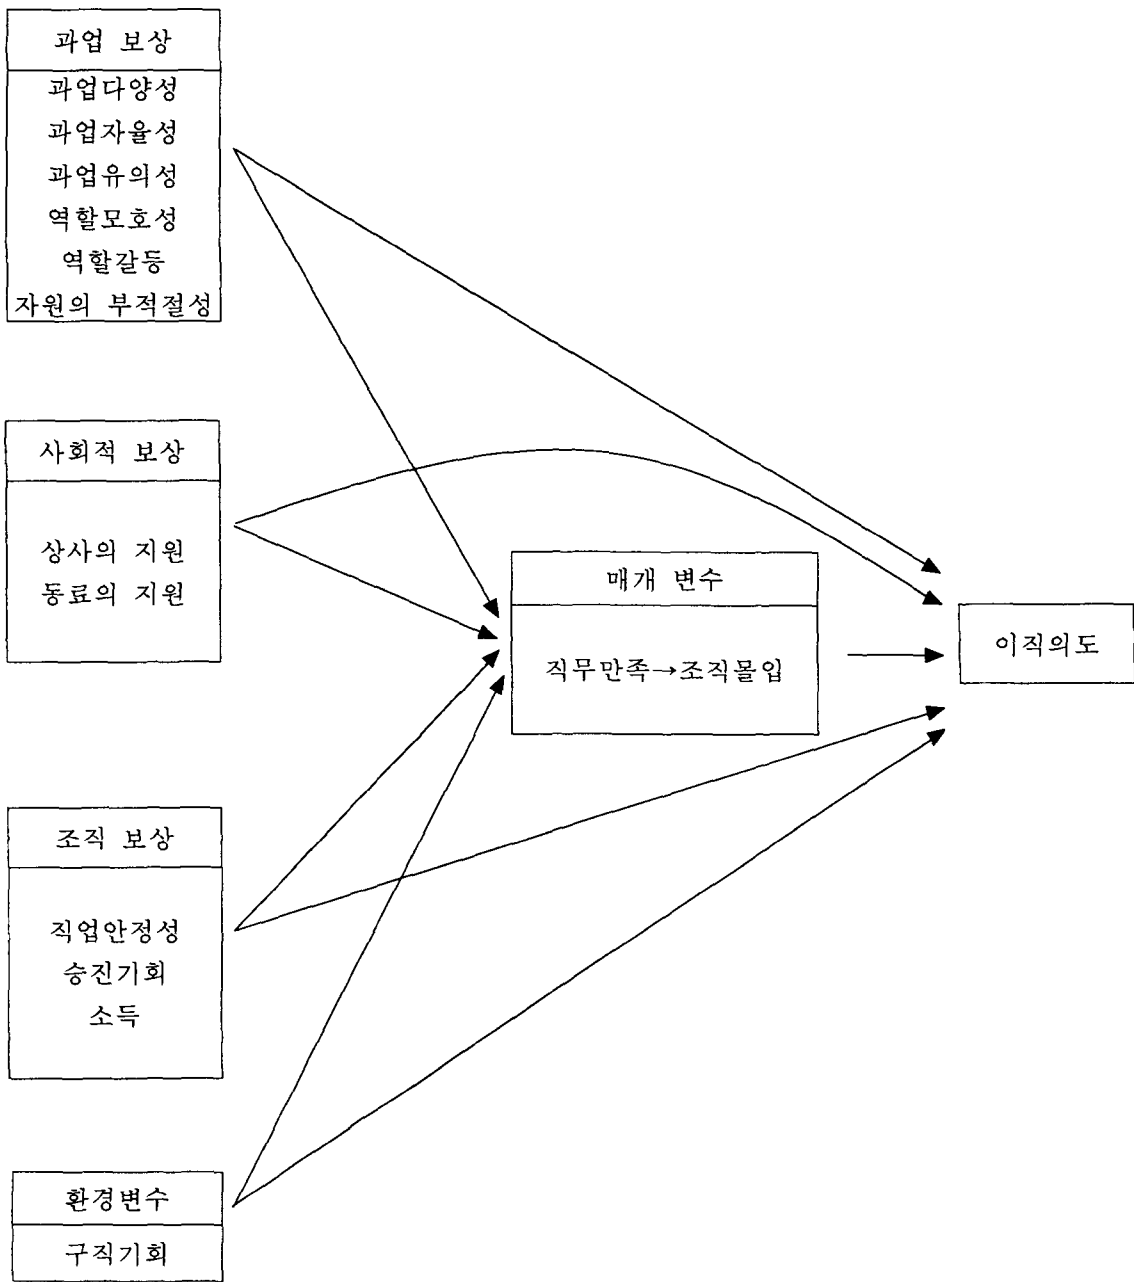 과업 보상
과업다양성
과업자율성
과업유의성
역할모호성
역할갈등
자원의 부적절성
사회적 보상
상사의 지원
동료의 지원
매개 변수
직무만족→조직몰입
이직의도
조직 보상
직업안정성
승진기회
소득
환경변수
구직기회